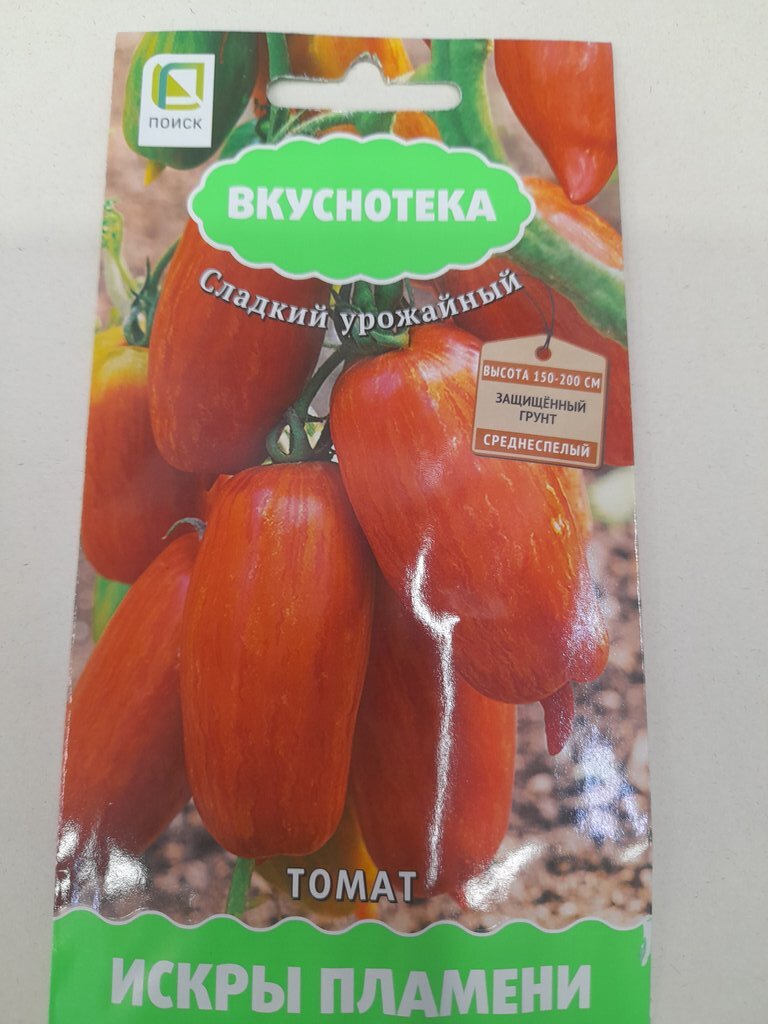 ПОИСК
ВКУСНОТЕКА
Сладкий урожайный
ВЫСОТА 150-200 СМ
ЗАЩИЩЁННЫЙ
ГРУНТ
СРЕДНЕСПЕЛЫЙ
ТОМАТ
ИСКРЫ ПЛАМЕНИ